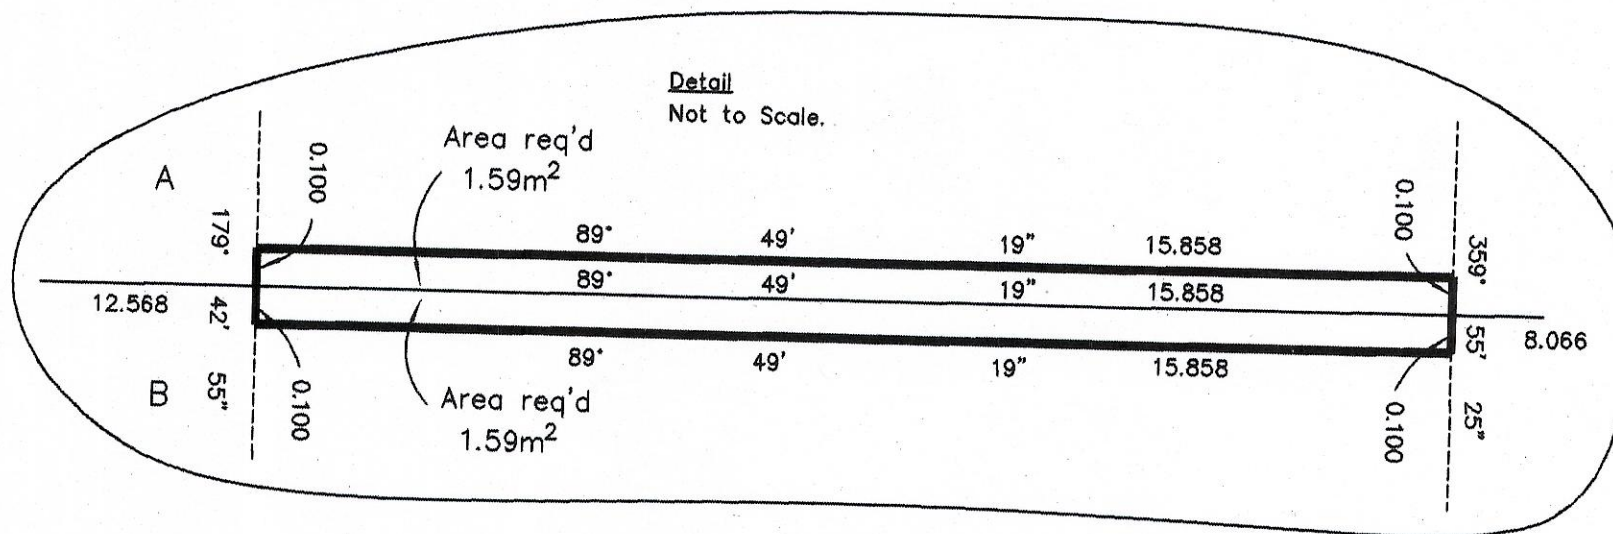 Detail
Not to Scale.
Area req'd
1.59m²
A
0.100
0.100
179° 42' 55"
359° 55' 25"
89° 49' 19" 15.858
89° 49' 19" 15.858
12.568
8.066
89° 49' 19" 15.858
B
0.100
0.100
Area req'd
1.59m²